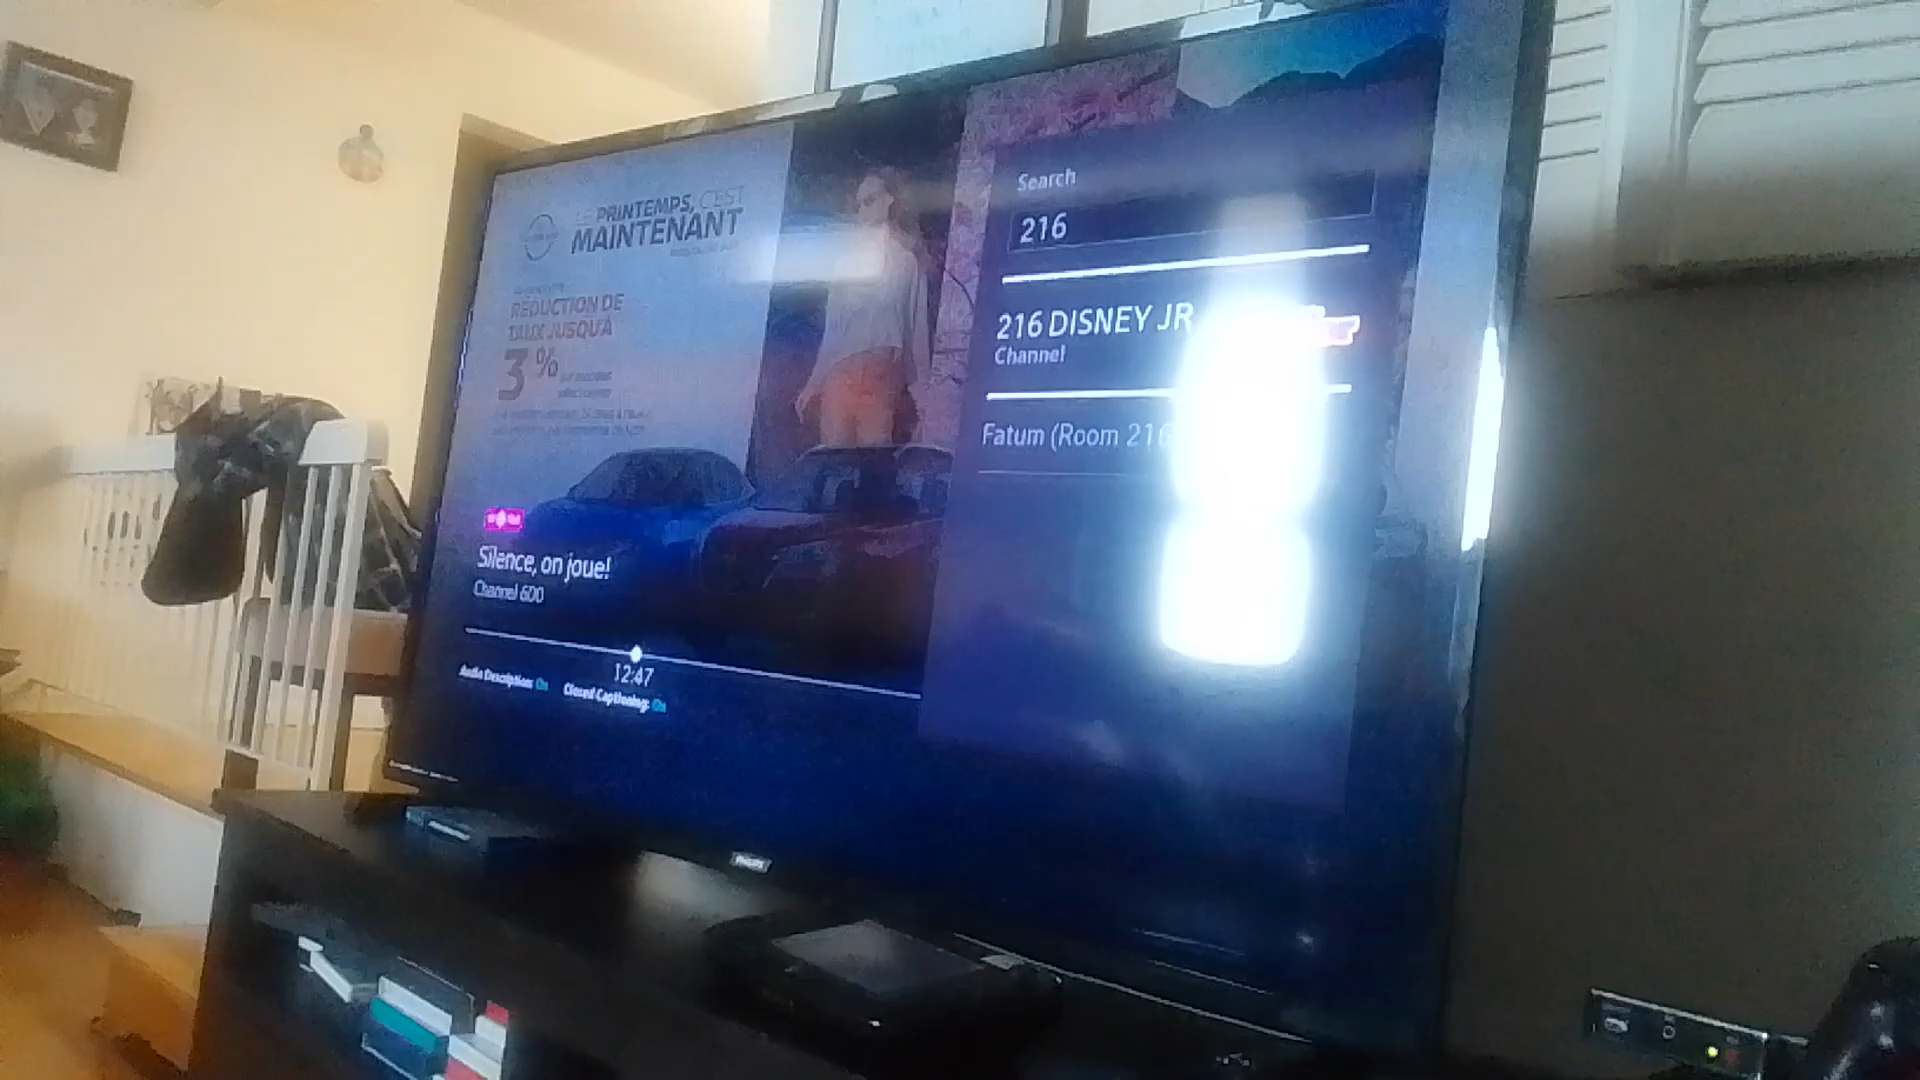 LE PRINTEMPS, C'EST
MAINTENANT
RÉDUCTION DE
TAUX JUSQU'À
3%
Silence, on joue!
Channel 600
12:47
Audio Description: On
Closed Captioning: On
Search
216
216 DISNEY JR
Channel
Fatum (Room 216
PHILIPS